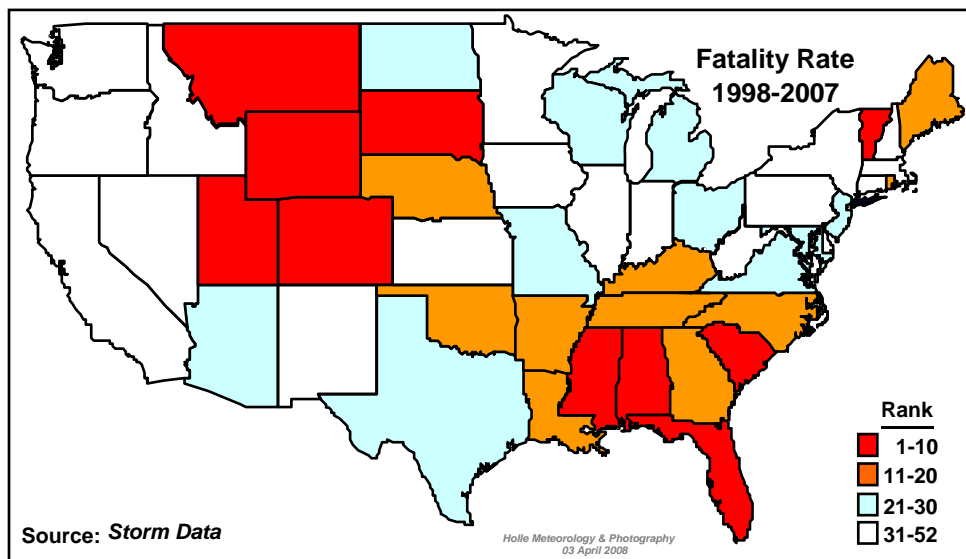 Fatality Rate
1998-2007
Rank
1-10
11-20
21-30
31-52
Source: Storm Data
Holle Meteorology & Photography
03 April 2008